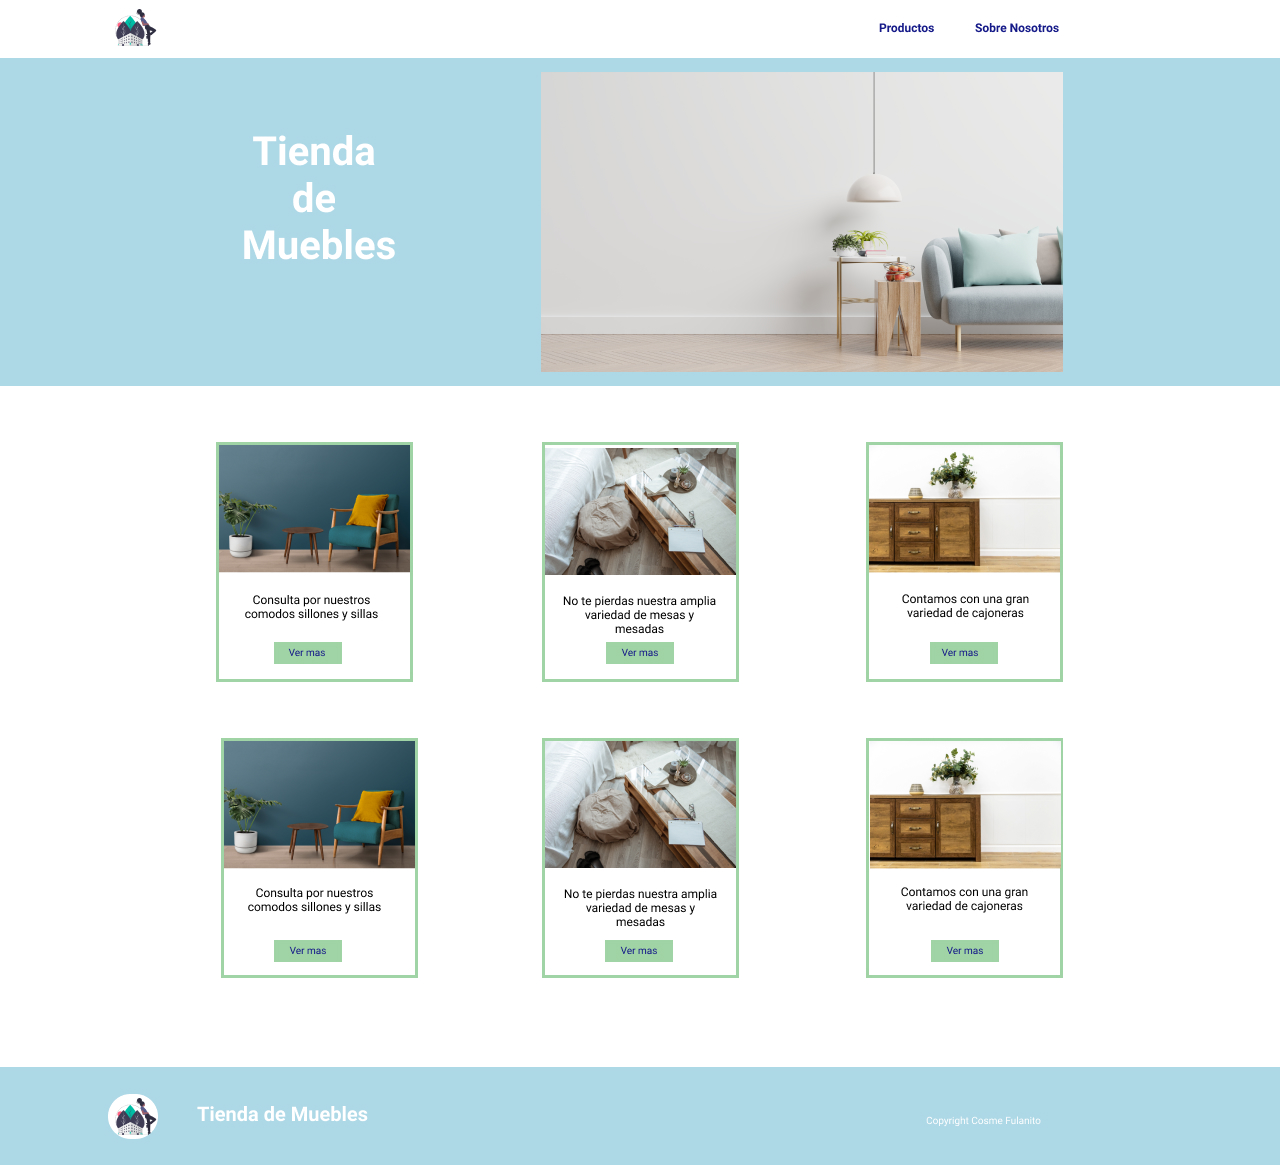 Productos
Sobre Nosotros
Tienda
de
Muebles
Consulta por nuestros
comodos sillones y sillas
Ver mas
No te pierdas nuestra amplia
variedad de mesas y
mesadas
Ver mas
Contamos con una gran
variedad de cajoneras
Ver mas
Consulta por nuestros
comodos sillones y sillas
Ver mas
No te pierdas nuestra amplia
variedad de mesas y
mesadas
Ver mas
Contamos con una gran
variedad de cajoneras
Ver mas
Tienda de Muebles
Copyright Cosme Fulanito